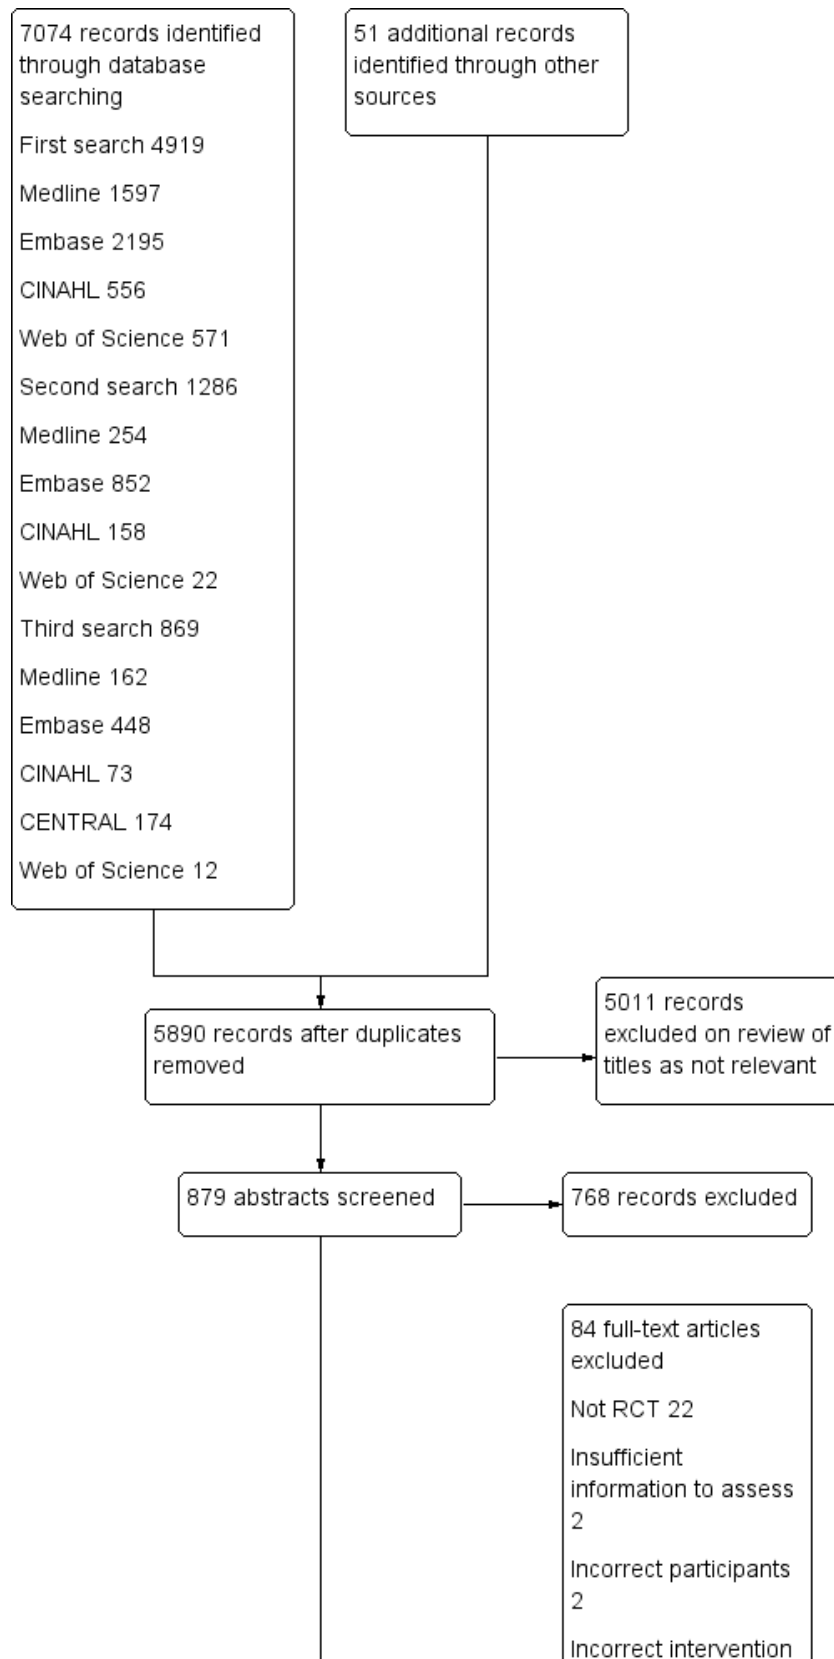 7074 records identified
through database
searching
First search 4919
Medline 1597
Embase 2195
CINAHL 556
Web of Science 571
Second search 1286
Medline 254
Embase 852
CINAHL 158
Web of Science 22
Third search 869
Medline 162
Embase 448
CINAHL 73
CENTRAL 174
Web of Science 12
51 additional records
identified through other
sources
5890 records after duplicates
removed
5011 records
excluded on review of
titles as not relevant
879 abstracts screened
768 records excluded
84 full-text articles
excluded
Not RCT 22
Insufficient
information to assess
2
Incorrect participants
2
Incorrect intervention